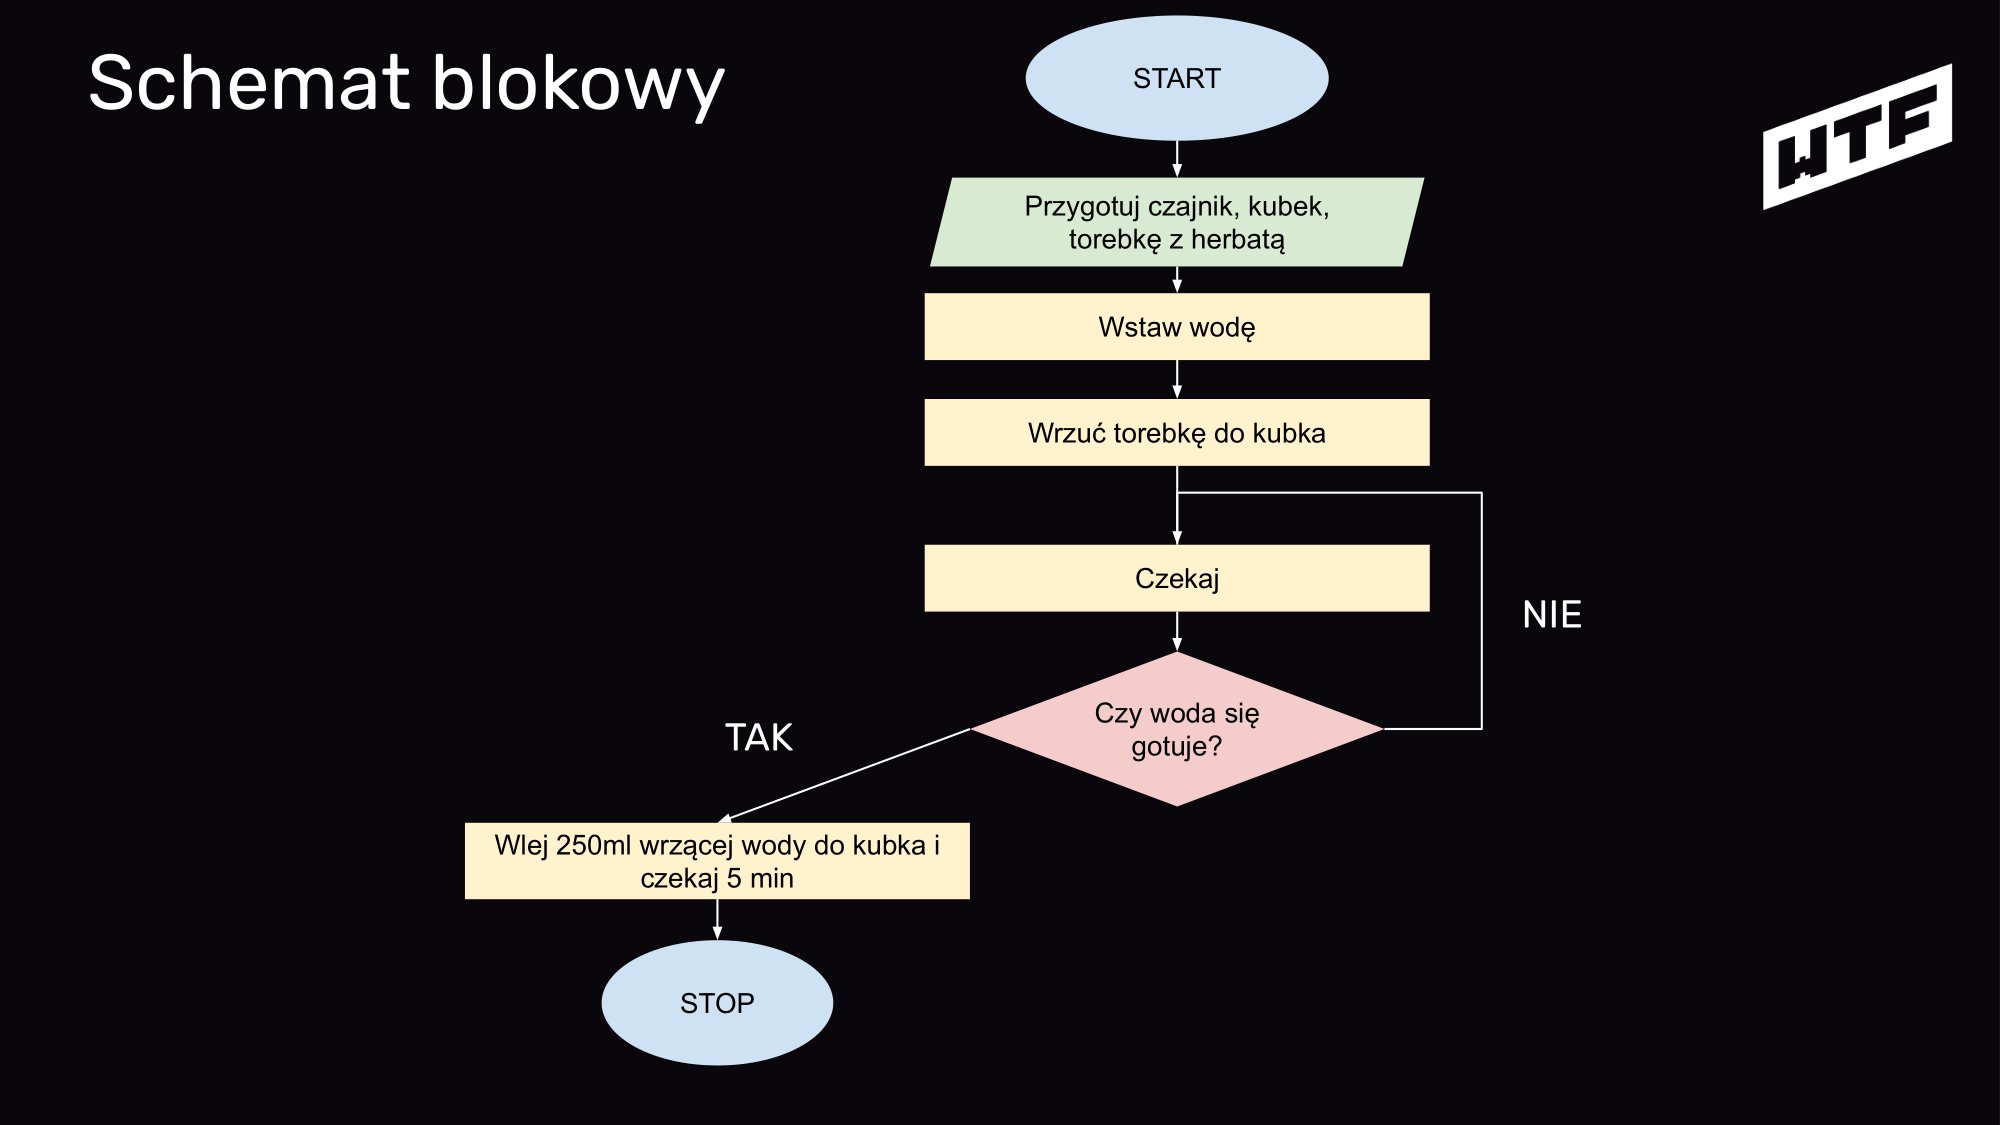 Schemat blokowy
START
WTF
Przygotuj czajnik, kubek,
torebkę z herbatą
Wstaw wodę
Wrzuć torebkę do kubka
Czekaj
NIE
Czy woda się
gotuje?
TAK
Wlej 250ml wrzącej wody do kubka i
czekaj 5 min
STOP